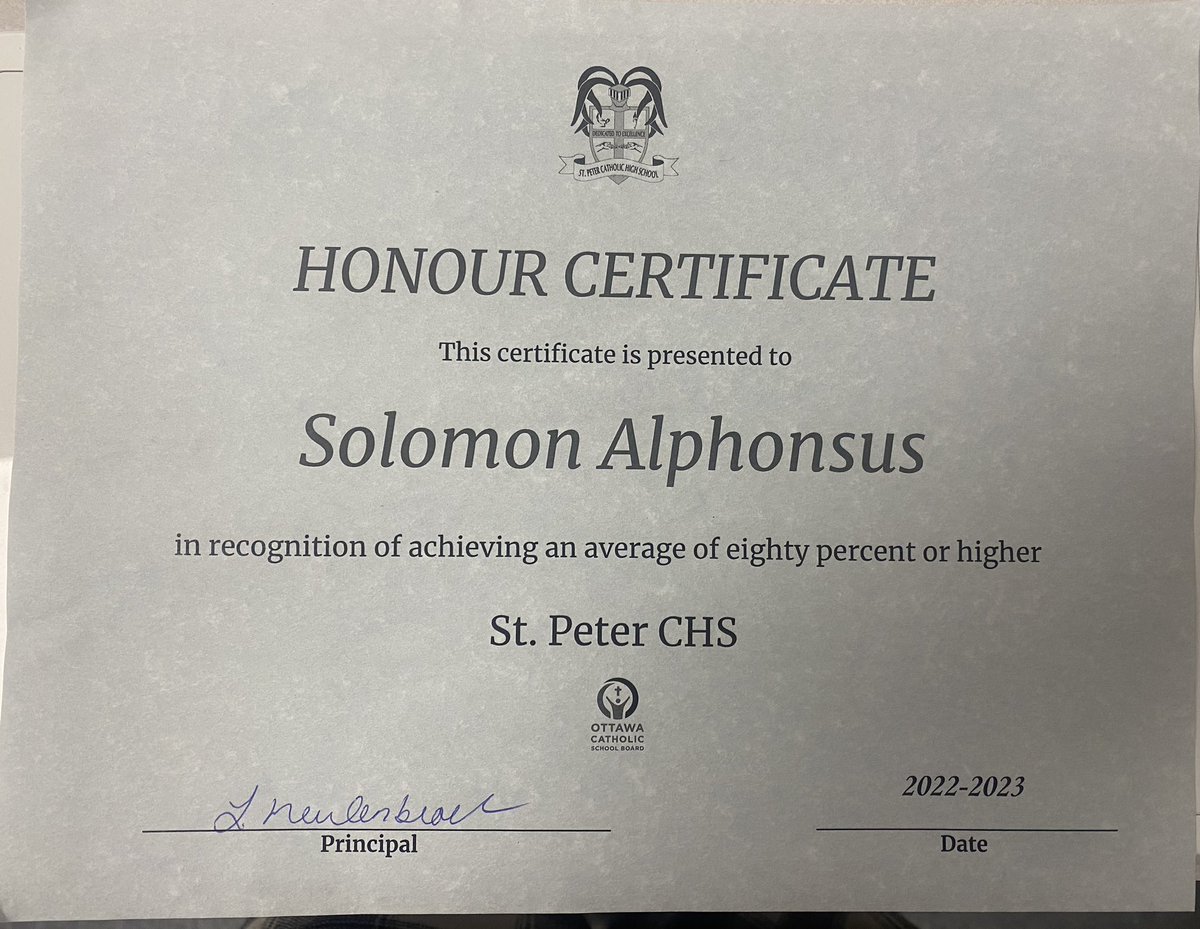 DEDICATED TO EXCELLENCE
ST. PETER CATHOLIC HIGH SCHOOL
HONOUR CERTIFICATE
This certificate is presented to
Solomon Alphonsus
in recognition of achieving an average of eighty percent or higher
St. Peter CHS
OTTAWA
CATHOLIC
SCHOOL BOARD
2022-2023
Principal
Date